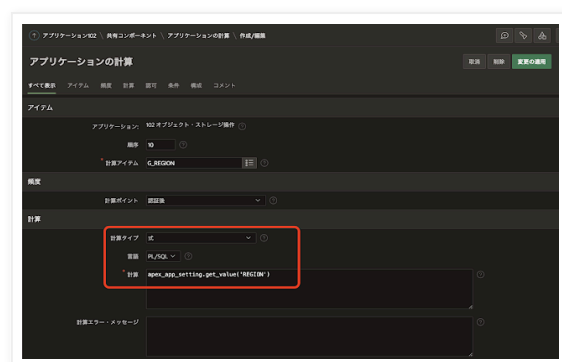 アプリケーション102 \ 共有コンポーネント \ アプリケーションの計算 \ 作成/編集
アプリケーションの計算
取消 削除 変更の適用
すべて表示 アイテム 頻度 計算 認可 条件 構成 コメント
アイテム
アプリケーション: 102 オブジェクト・ストレージ操作
順序 10
* 計算アイテム G_REGION
頻度
計算ポイント 認証後
計算
計算タイプ 式
言語 PL/SQL
* 計算 apex_app_setting.get_value('REGION')
計算エラー・メッセージ